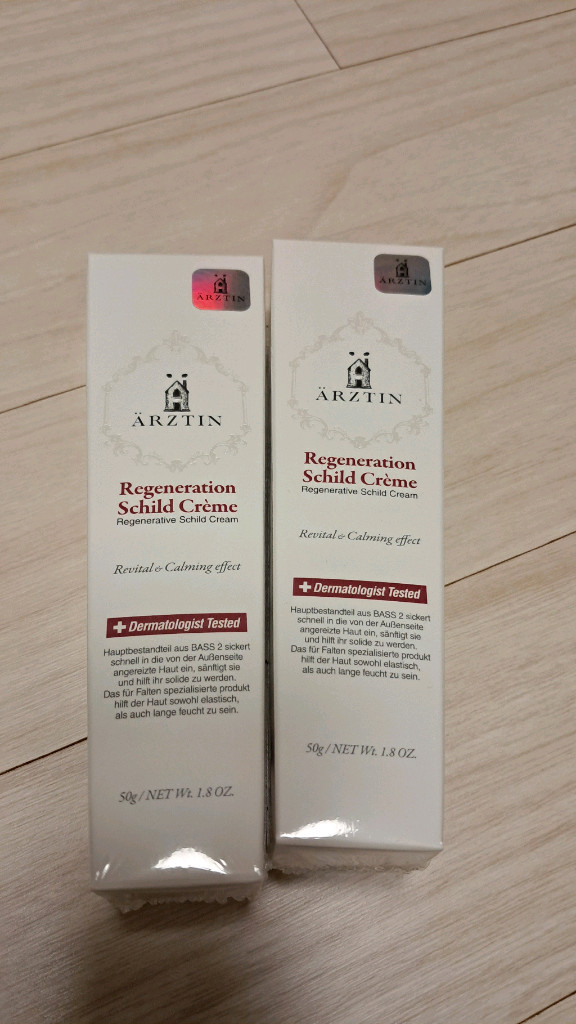 ÄRZTIN
ÄRZTIN
Regeneration
Schild Crème
Regenerative Schild Cream
Revital & Calming effect
Dermatologist Tested
Hauptbestandteil aus BASS 2 sickert
schnell in die von der Außenseite
angereizte Haut ein, sänftigt sie
und hilft ihr solide zu werden.
Das für Falten spezialisierte produkt
hilft der Haut sowohl elastisch,
als auch lange feucht zu sein.
50g / NET Wt. 1.8 OZ.
ÄRZTIN
ÄRZTIN
Regeneration
Schild Crème
Regenerative Schild Cream
Revital & Calming effect
Dermatologist Tested
Hauptbestandteil aus BASS 2 sickert
schnell in die von der Außenseite
angereizte Haut ein, sänftigt sie
und hilft ihr solide zu werden.
Das für Falten spezialisierte produkt
hilft der Haut sowohl elastisch,
als auch lange feucht zu sein.
50g / NET Wt. 1.8 OZ.